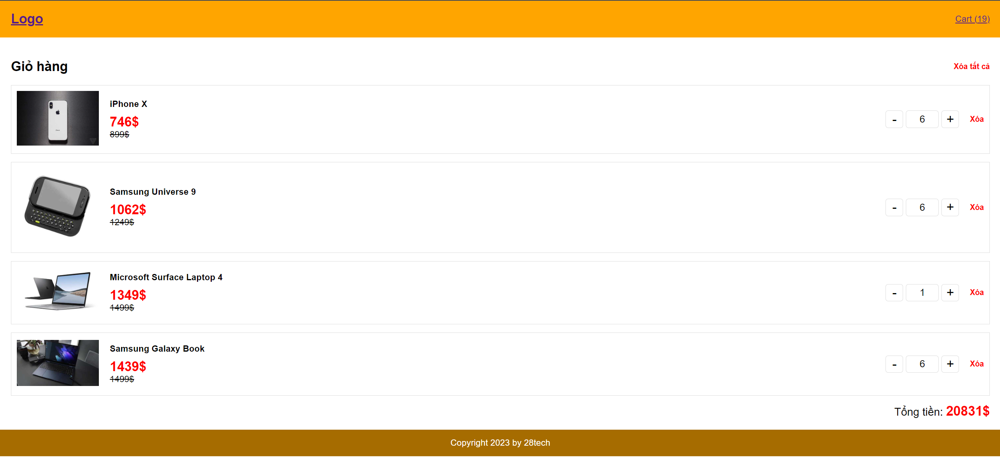 Logo
Cart (19)
Giỏ hàng
Xóa tất cả
iPhone X
746$
899$
- 6 + Xóa
Samsung Universe 9
1062$
1249$
- 6 + Xóa
Microsoft Surface Laptop 4
1349$
1499$
- 1 + Xóa
Samsung Galaxy Book
1439$
1499$
- 6 + Xóa
Tổng tiền: 20831$
Copyright 2023 by 28tech